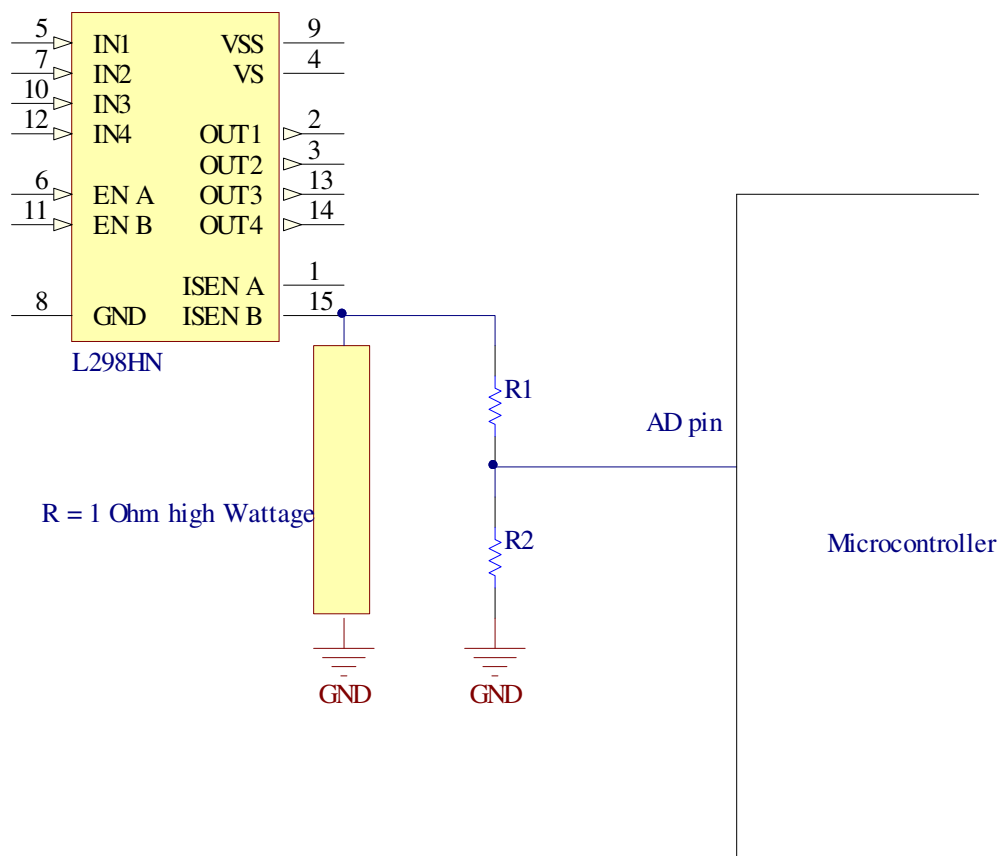 5 IN1 VSS 9
7 IN2 VS 4
10 IN3
12 IN4 OUT1 2
OUT2 3
6 EN A OUT3 13
11 EN B OUT4 14
ISEN A 1
8 GND ISEN B 15
L298HN
R1
AD pin
R = 1 Ohm high Wattage
R2
Microcontroller
GND
GND